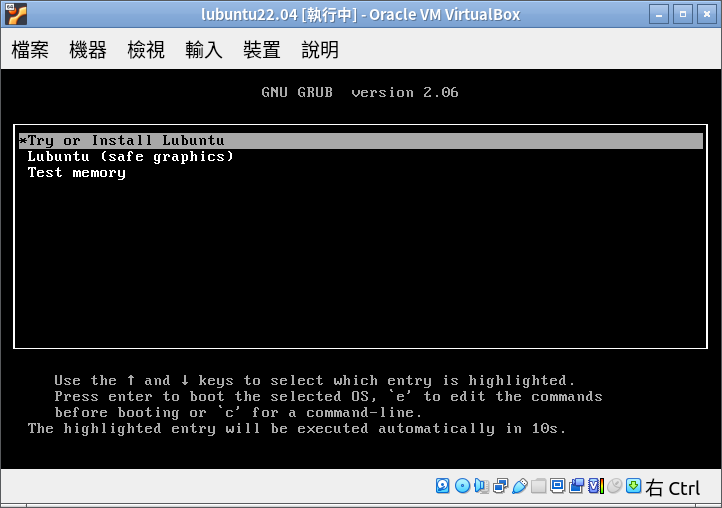 lubuntu22.04 [執行中] - Oracle VM VirtualBox
檔案 機器 檢視 輸入 裝置 說明
GNU GRUB version 2.06
*Try or Install Lubuntu
Lubuntu (safe graphics)
Test memory
Use the ↑ and ↓ keys to select which entry is highlighted.
Press enter to boot the selected OS, `e' to edit the commands
before booting or `c' for a command-line.
The highlighted entry will be executed automatically in 10s.
右 Ctrl